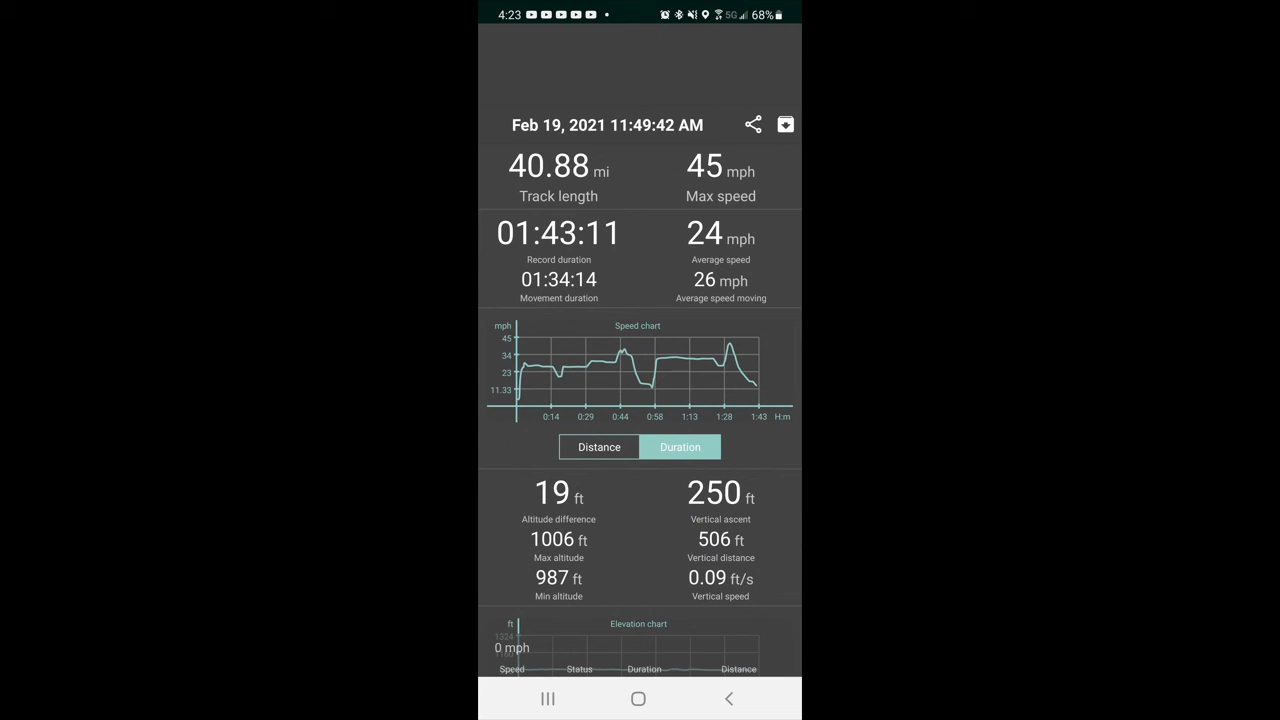 4:23 5G 68%
Feb 19, 2021 11:49:42 AM
40.88 mi 45 mph
Track length Max speed
01:43:11 24 mph
Record duration Average speed
01:34:14 26 mph
Movement duration Average speed moving
mph Speed chart
45
34
23
11.33
0:14 0:29 0:44 0:58 1:13 1:28 1:43 H:m
Distance Duration
19 ft 250 ft
Altitude difference Vertical ascent
1006 ft 506 ft
Max altitude Vertical distance
987 ft 0.09 ft/s
Min altitude Vertical speed
ft Elevation chart
1324
0 mph
Speed Status Duration Distance